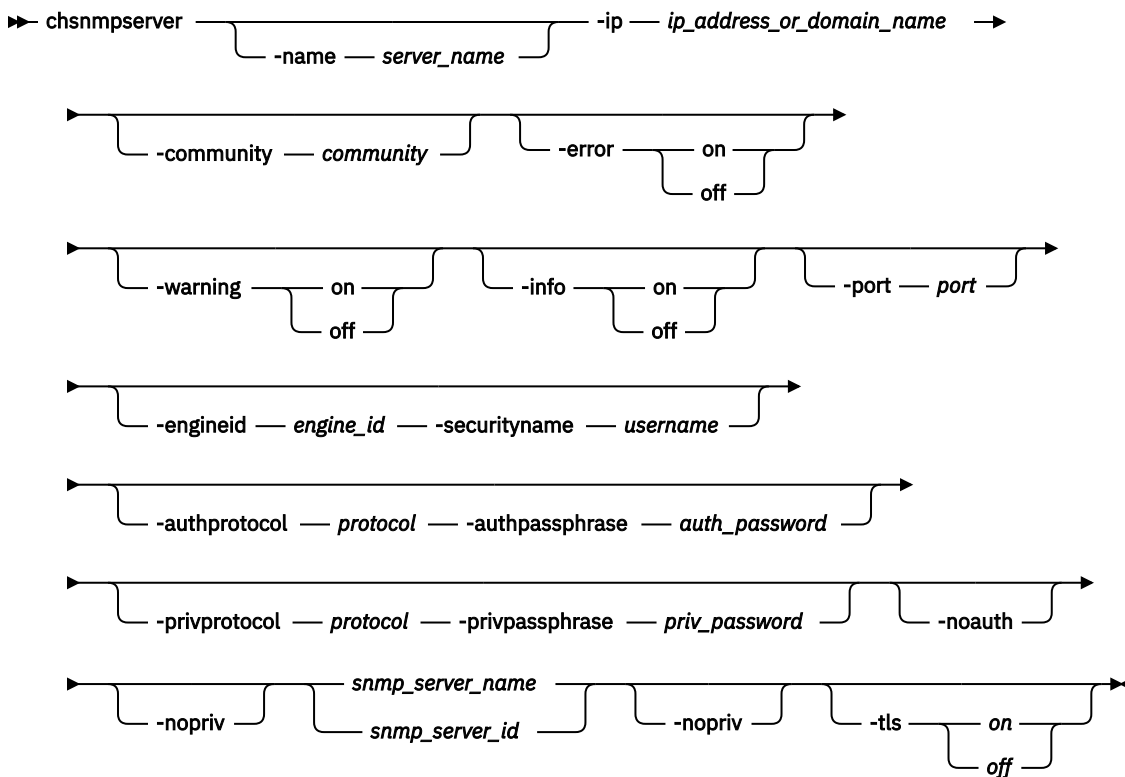 chsnmpserver -ip ip_address_or_domain_name
-name server_name
-community community -error on
off
-warning on -info on -port port
off off
-engineid engine_id -securityname username
-authprotocol protocol -authpassphrase auth_password
-privprotocol protocol -privpassphrase priv_password -noauth
snmp_server_name
-nopriv snmp_server_id -nopriv -tls on
off